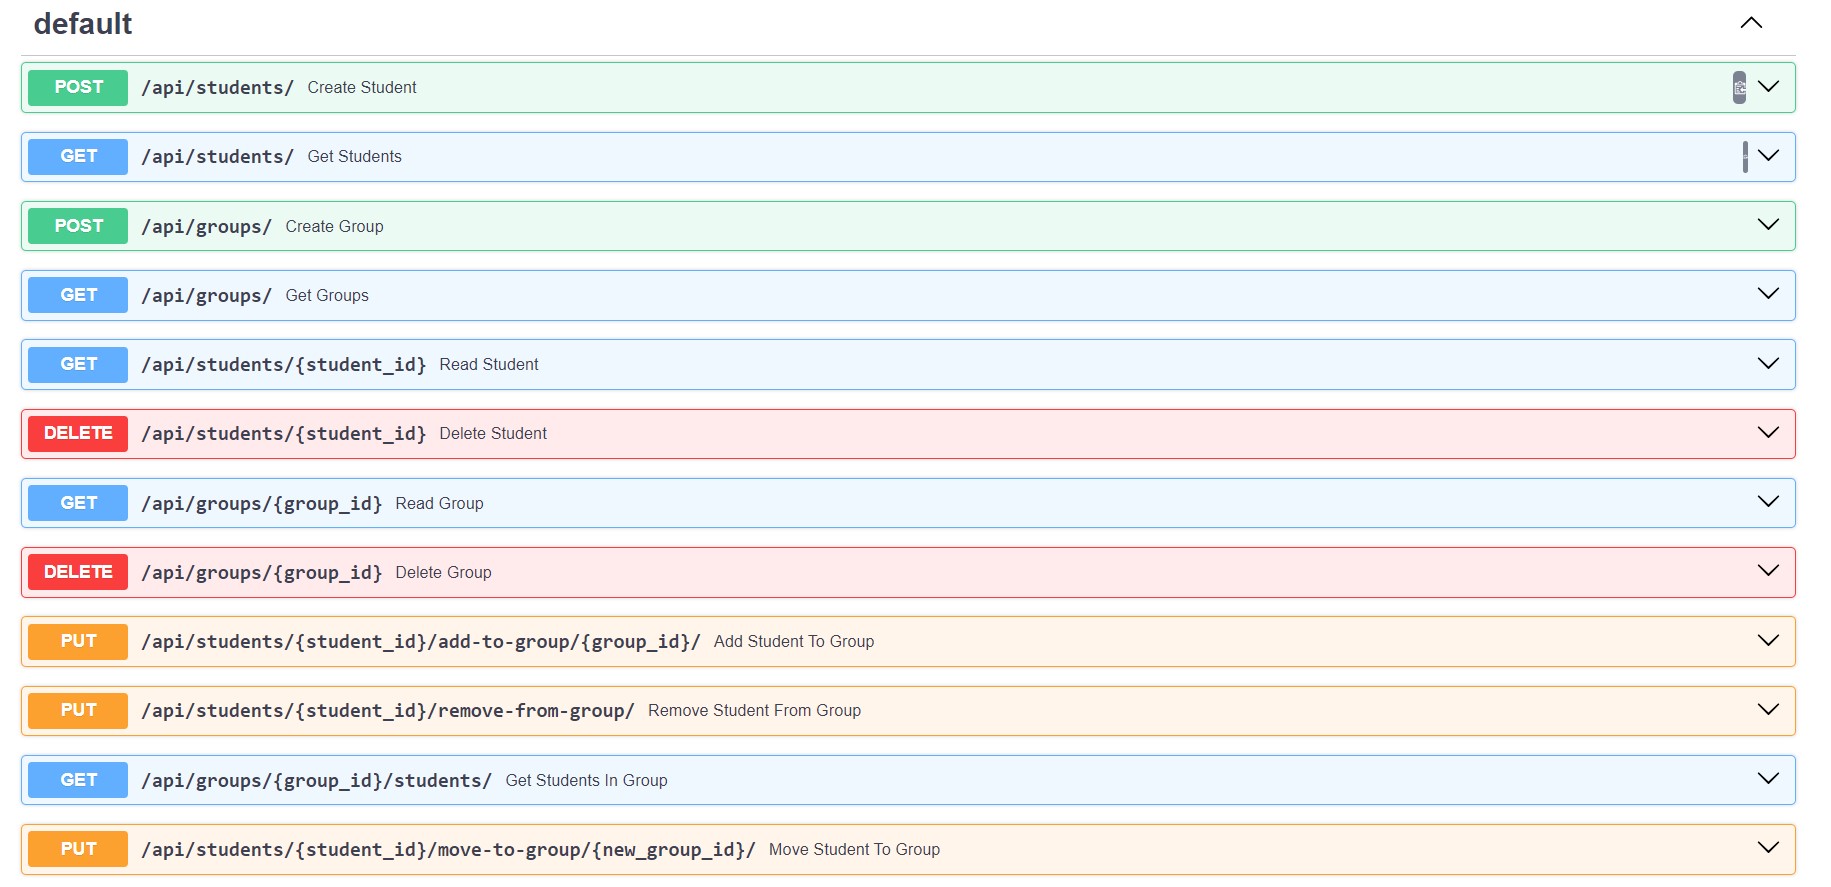 default
POST /api/students/ Create Student
GET /api/students/ Get Students
POST /api/groups/ Create Group
GET /api/groups/ Get Groups
GET /api/students/{student_id} Read Student
DELETE /api/students/{student_id} Delete Student
GET /api/groups/{group_id} Read Group
DELETE /api/groups/{group_id} Delete Group
PUT /api/students/{student_id}/add-to-group/{group_id}/ Add Student To Group
PUT /api/students/{student_id}/remove-from-group/ Remove Student From Group
GET /api/groups/{group_id}/students/ Get Students In Group
PUT /api/students/{student_id}/move-to-group/{new_group_id}/ Move Student To Group